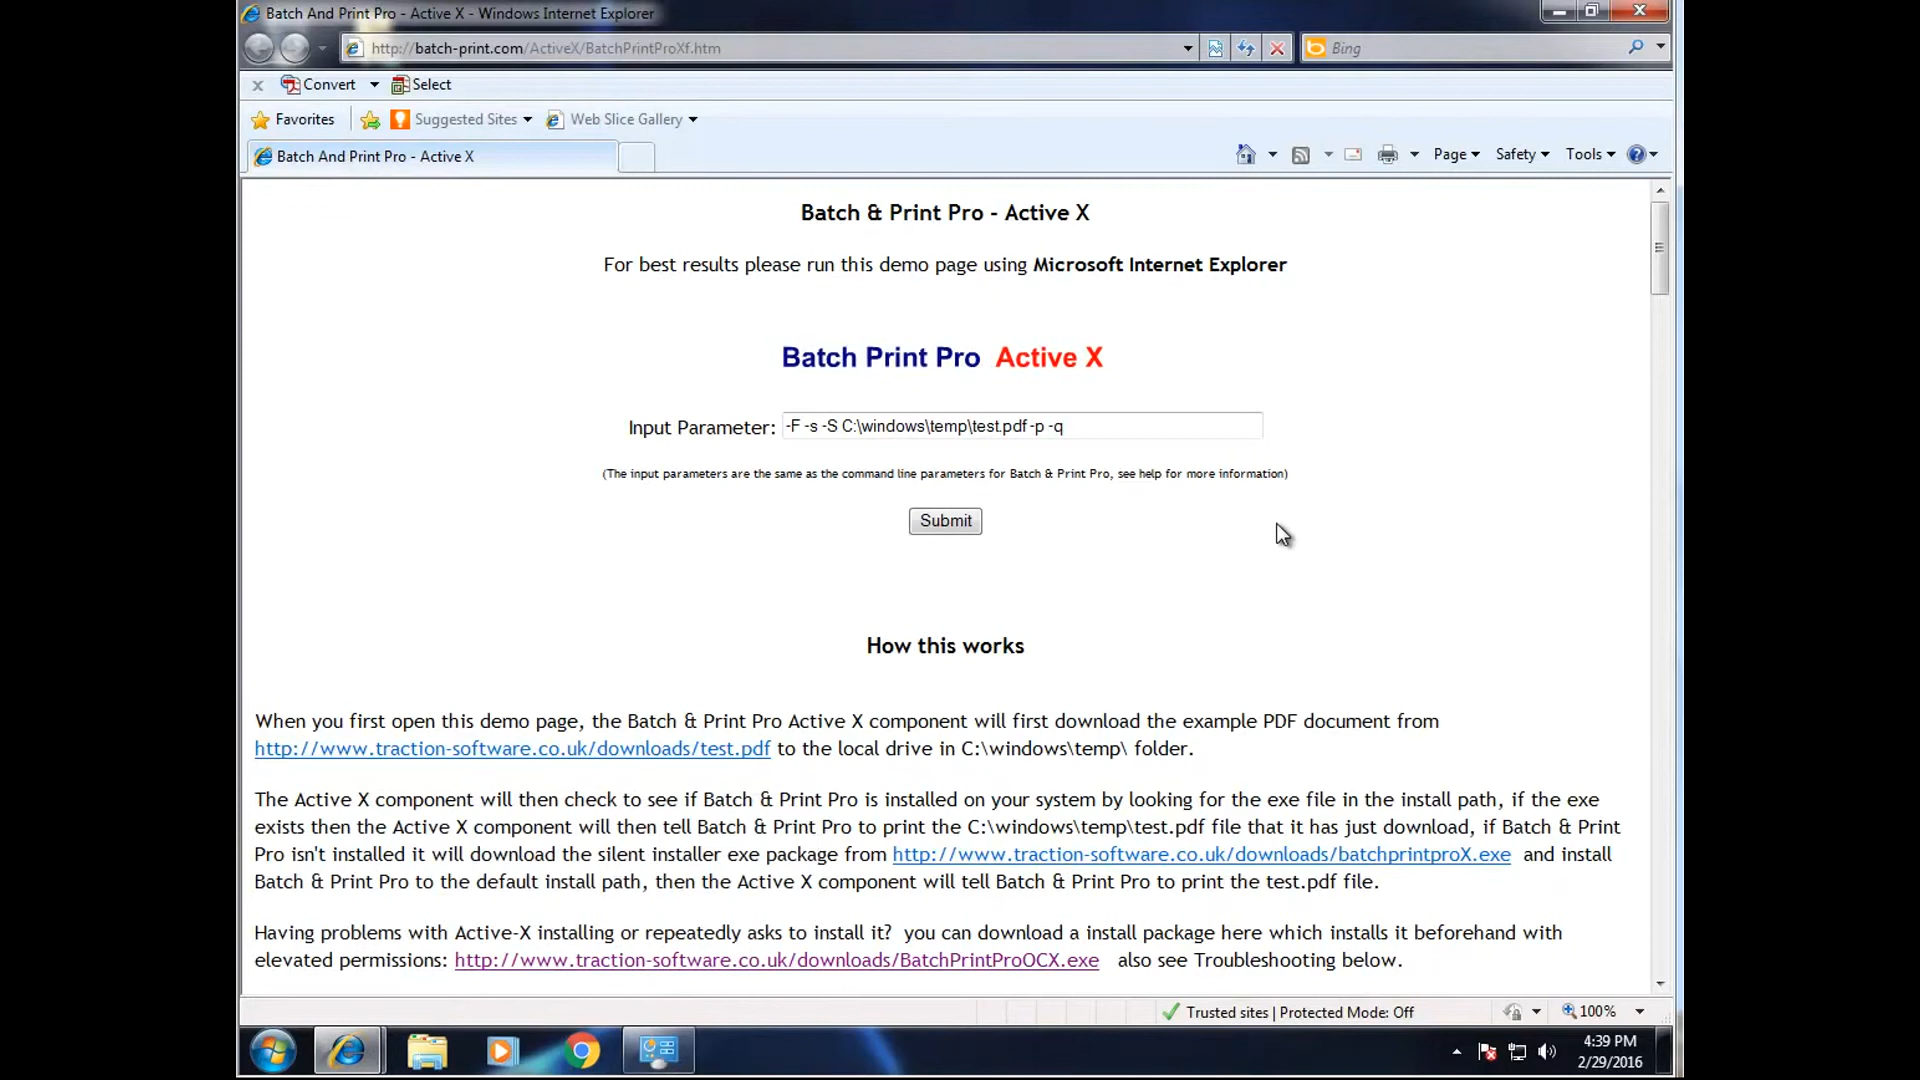 Batch And Print Pro - Active X - Windows Internet Explorer
http://batch-print.com/ActiveX/BatchPrintProXf.htm
Bing
x Convert Select
Favorites Suggested Sites Web Slice Gallery
Batch And Print Pro - Active X
Page Safety Tools
Batch & Print Pro - Active X
For best results please run this demo page using Microsoft Internet Explorer
Batch Print Pro Active X
Input Parameter: -F -s -S C:\windows\temp\test.pdf -p -q
(The input parameters are the same as the command line parameters for Batch & Print Pro, see help for more information)
Submit
How this works
When you first open this demo page, the Batch & Print Pro Active X component will first download the example PDF document from
http://www.traction-software.co.uk/downloads/test.pdf to the local drive in C:\windows\temp\ folder.
The Active X component will then check to see if Batch & Print Pro is installed on your system by looking for the exe file in the install path, if the exe
exists then the Active X component will then tell Batch & Print Pro to print the C:\windows\temp\test.pdf file that it has just download, if Batch & Print
Pro isn't installed it will download the silent installer exe package from http://www.traction-software.co.uk/downloads/batchprintproX.exe and install
Batch & Print Pro to the default install path, then the Active X component will tell Batch & Print Pro to print the test.pdf file.
Having problems with Active-X installing or repeatedly asks to install it? you can download a install package here which installs it beforehand with
elevated permissions: http://www.traction-software.co.uk/downloads/BatchPrintProOCX.exe also see Troubleshooting below.
Trusted sites | Protected Mode: Off
100%
4:39 PM
2/29/2016